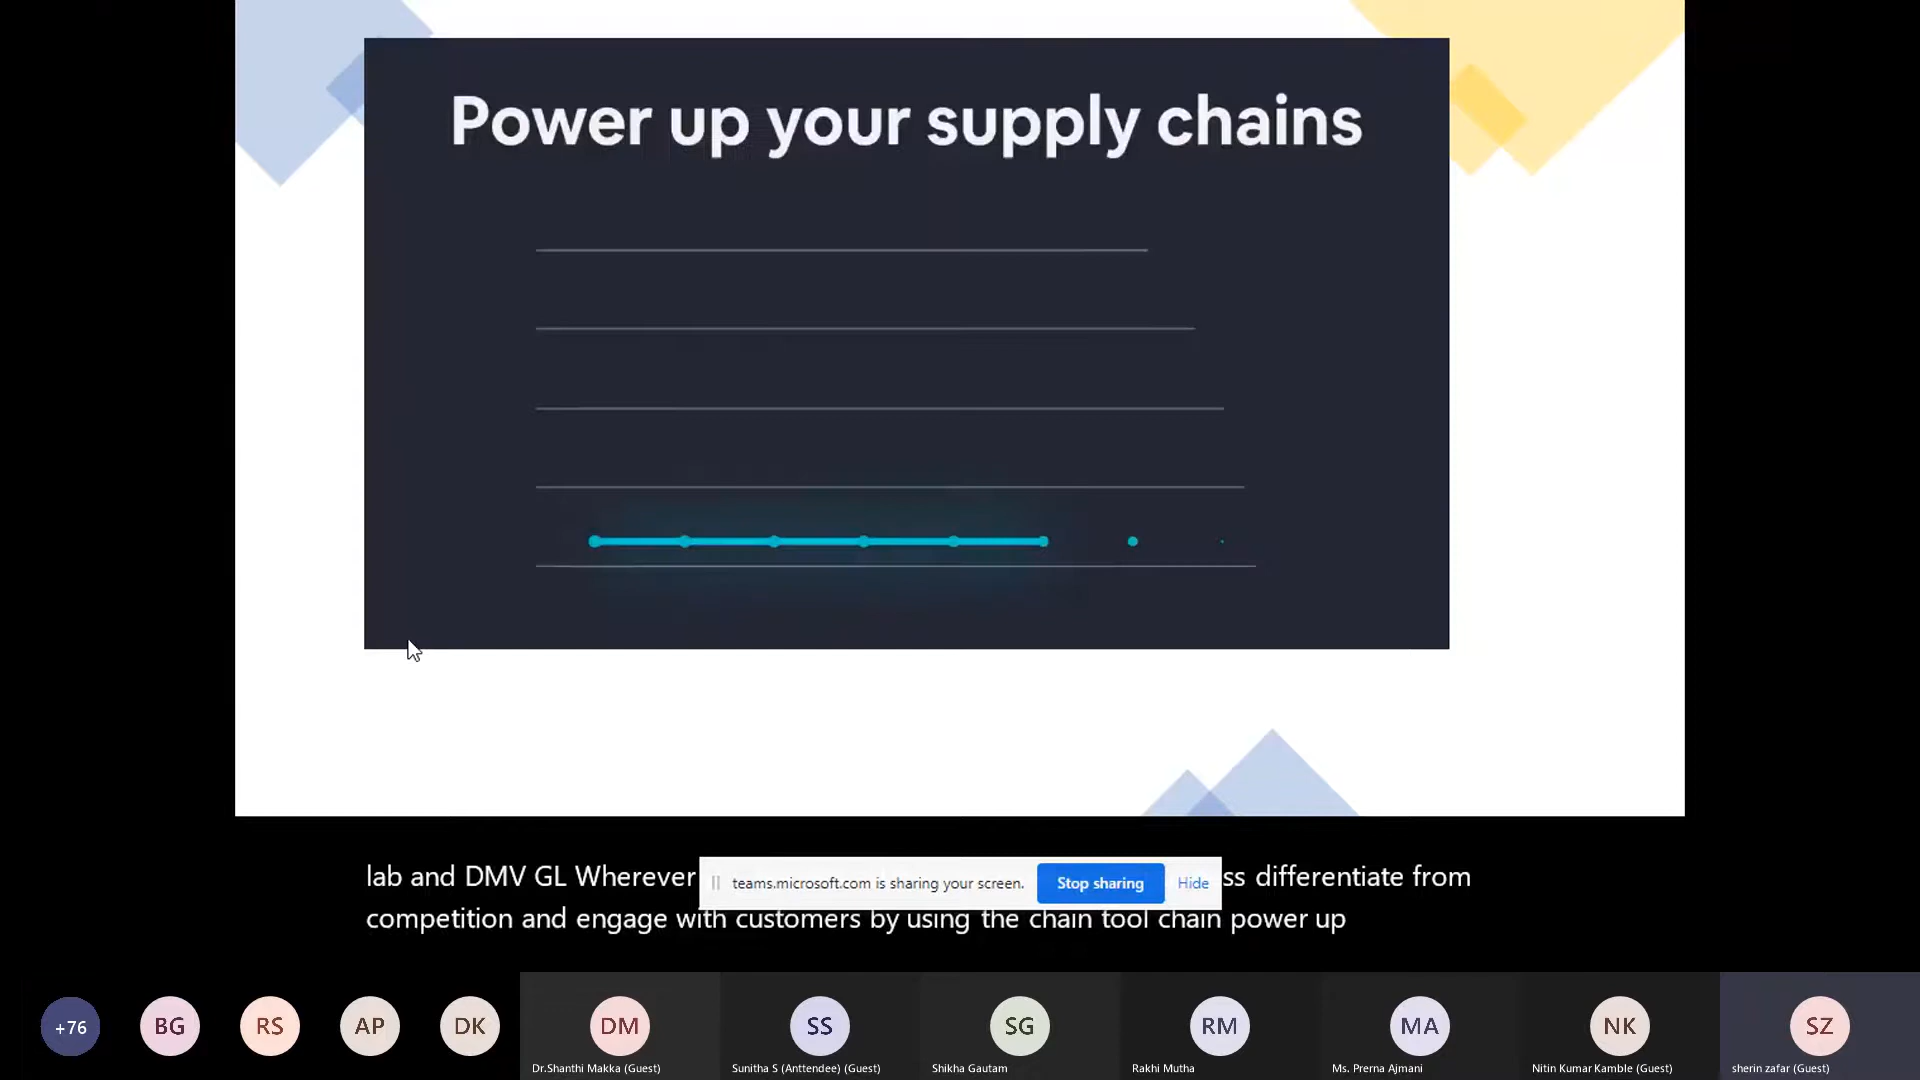 Power up your supply chains
lab and DMV GL Wherever
ss differentiate from
teams.microsoft.com is sharing your screen.
Stop sharing
Hide
competition and engage with customers by using the chain tool chain power up
+76
BG
RS
AP
DK
DM
SS
SG
RM
MA
NK
SZ
Dr.Shanthi Makka (Guest)
Sunitha S (Anttendee) (Guest)
Shikha Gautam
Rakhi Mutha
Ms. Prerna Ajmani
Nitin Kumar Kamble (Guest)
sherin zafar (Guest)